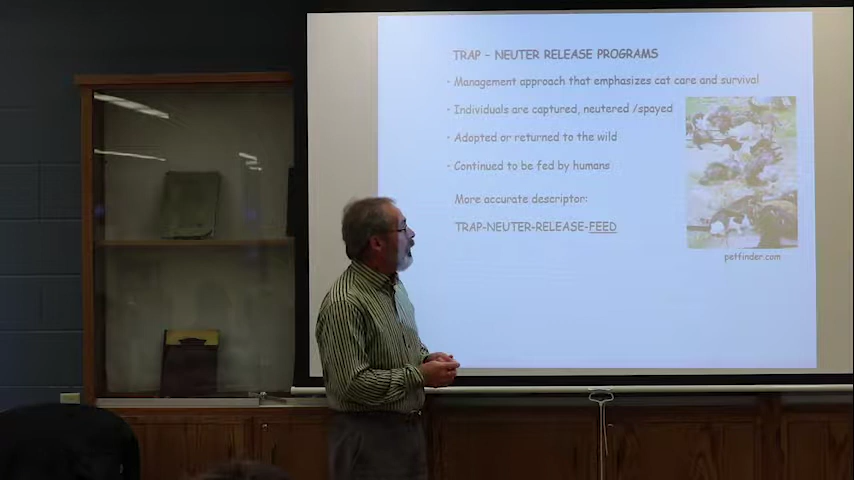 TRAP – NEUTER RELEASE PROGRAMS
• Management approach that emphasizes cat care and survival
• Individuals are captured, neutered /spayed
• Adopted or returned to the wild
• Continued to be fed by humans
More accurate descriptor:
TRAP-NEUTER-RELEASE-FEED
petfinder.com